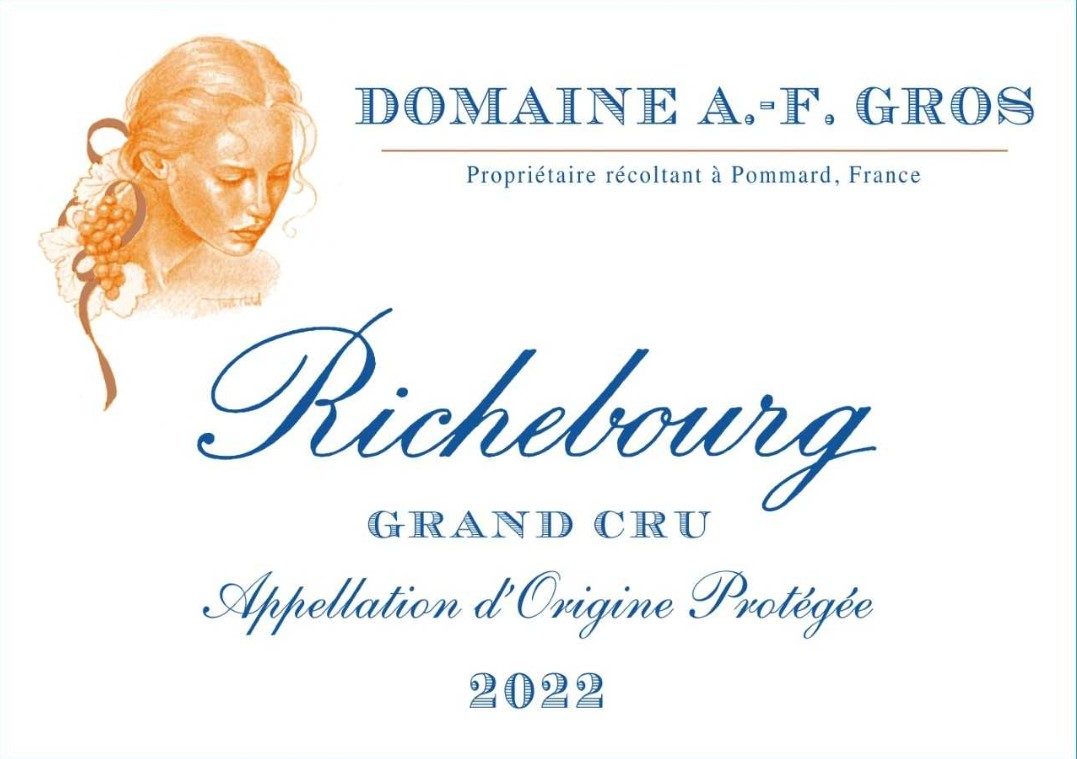 DOMAINE A.-F. GROS
Propriétaire récoltant à Pommard, France
Richebourg
GRAND CRU
Appellation d'Origine Protégée
2022